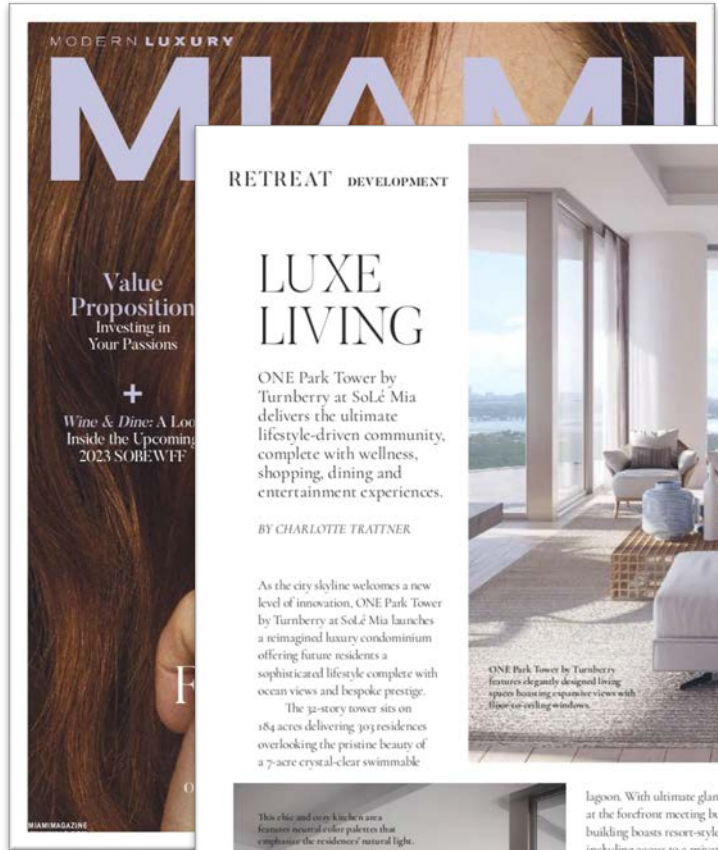 MODERN LUXURY
MIAMI
Value
Proposition
Investing in
Your Passions
+
Wine & Dine: A Loo
Inside the Upcoming
2023 SOBEWFF
F
O
MIAMIMAGAZINE
RETREAT DEVELOPMENT
LUXE
LIVING
ONE Park Tower by
Turnberry at SoLé Mia
delivers the ultimate
lifestyle-driven community,
complete with wellness,
shopping, dining and
entertainment experiences.
BY CHARLOTTE TRATTNER
As the city skyline welcomes a new
level of innovation, ONE Park Tower
by Turnberry at SoLé Mia launches
a reimagined luxury condominium
offering future residents a
sophisticated lifestyle complete with
ocean views and bespoke prestige.
The 32-story tower sits on
184 acres delivering 303 residences
overlooking the pristine beauty of
a 7-acre crystal-clear swimmable
ONE Park Tower by Turnberry
features elegantly designed living
spaces boasting expansive views with
floor-to-ceiling windows.
This chic and cozy kitchen area
features neutral color palettes that
emphasize the residences' natural light.
lagoon. With ultimate glam
at the forefront meeting bu
building boasts resort-style
including access to a privat